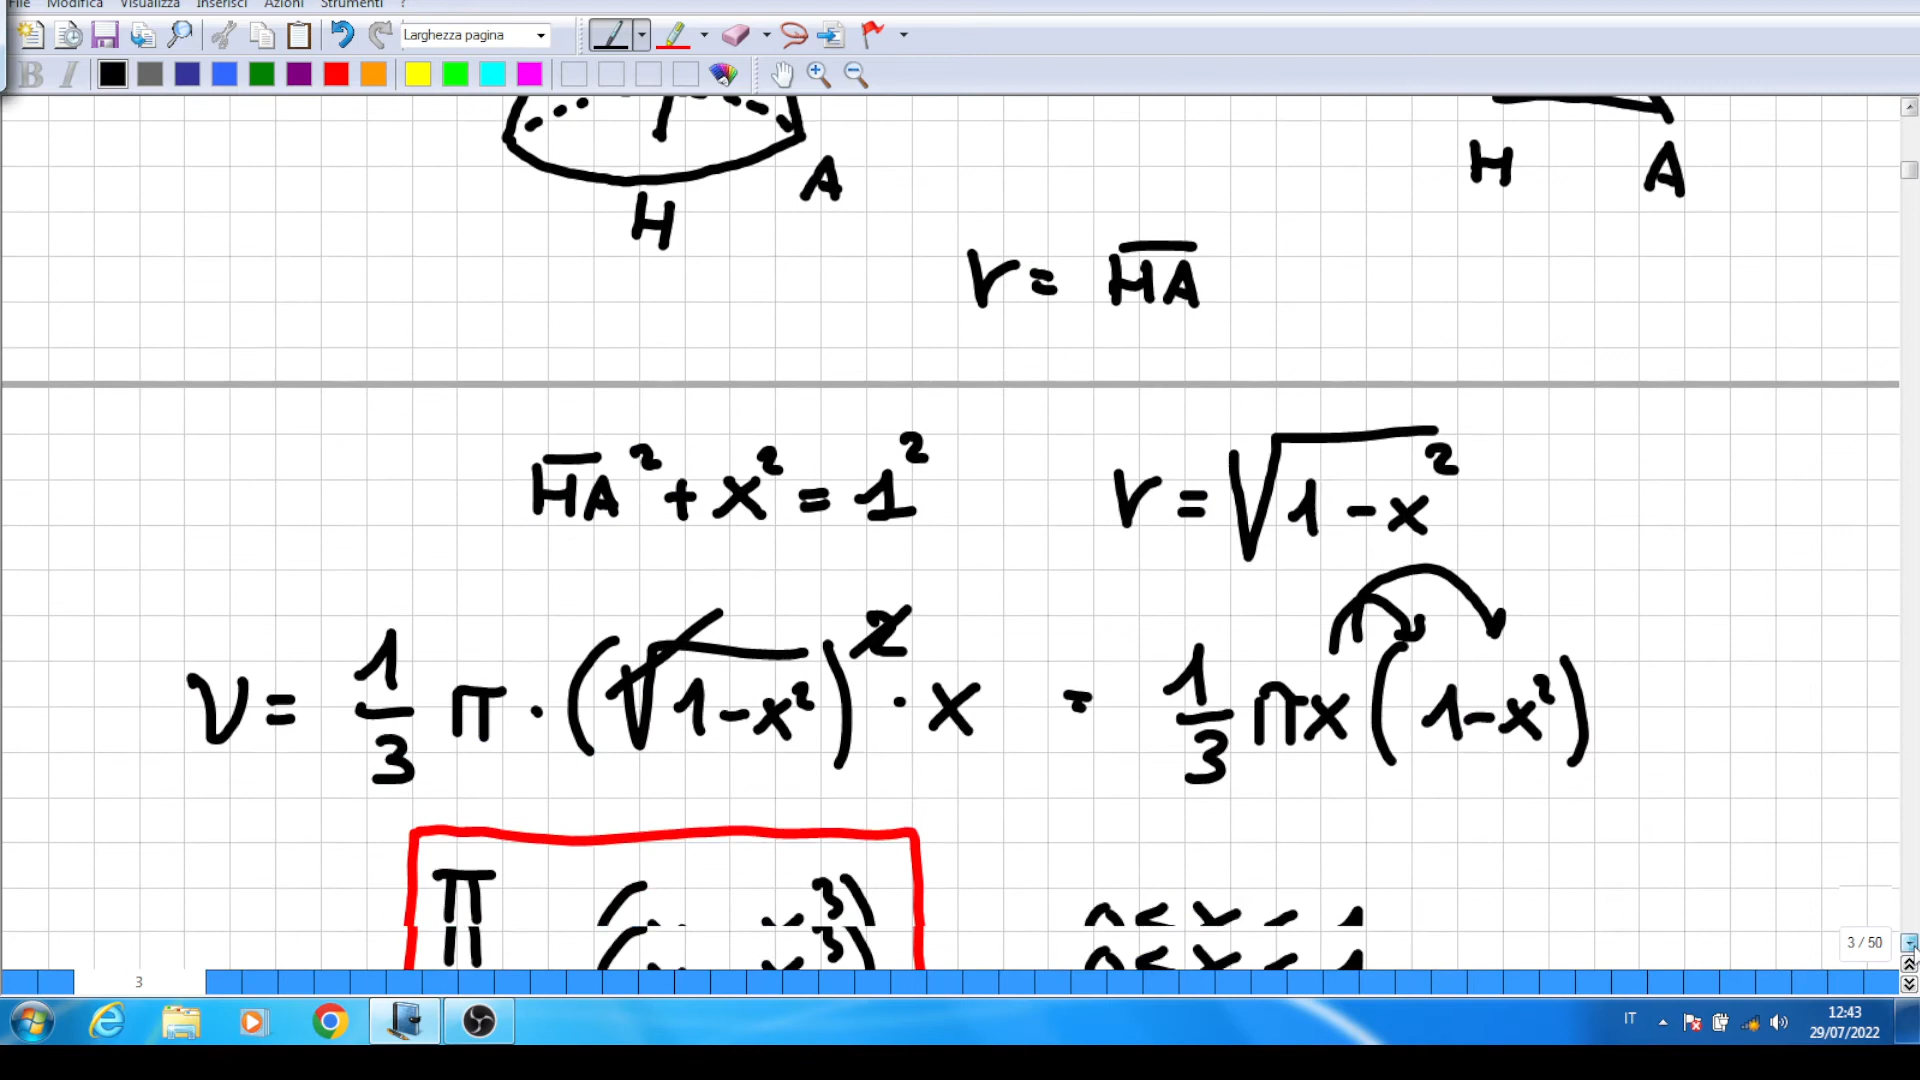 File Modifica Visualizza Inserisci Azioni Strumenti ?
Larghezza pagina
B I
H A
A
H
r = HA
HA² + x² = 1² r = √1-x²
V = 1/3 π · (√1-x²)² · x = 1/3 πx (1-x²)
3 / 50
3
IT
12:43
29/07/2022